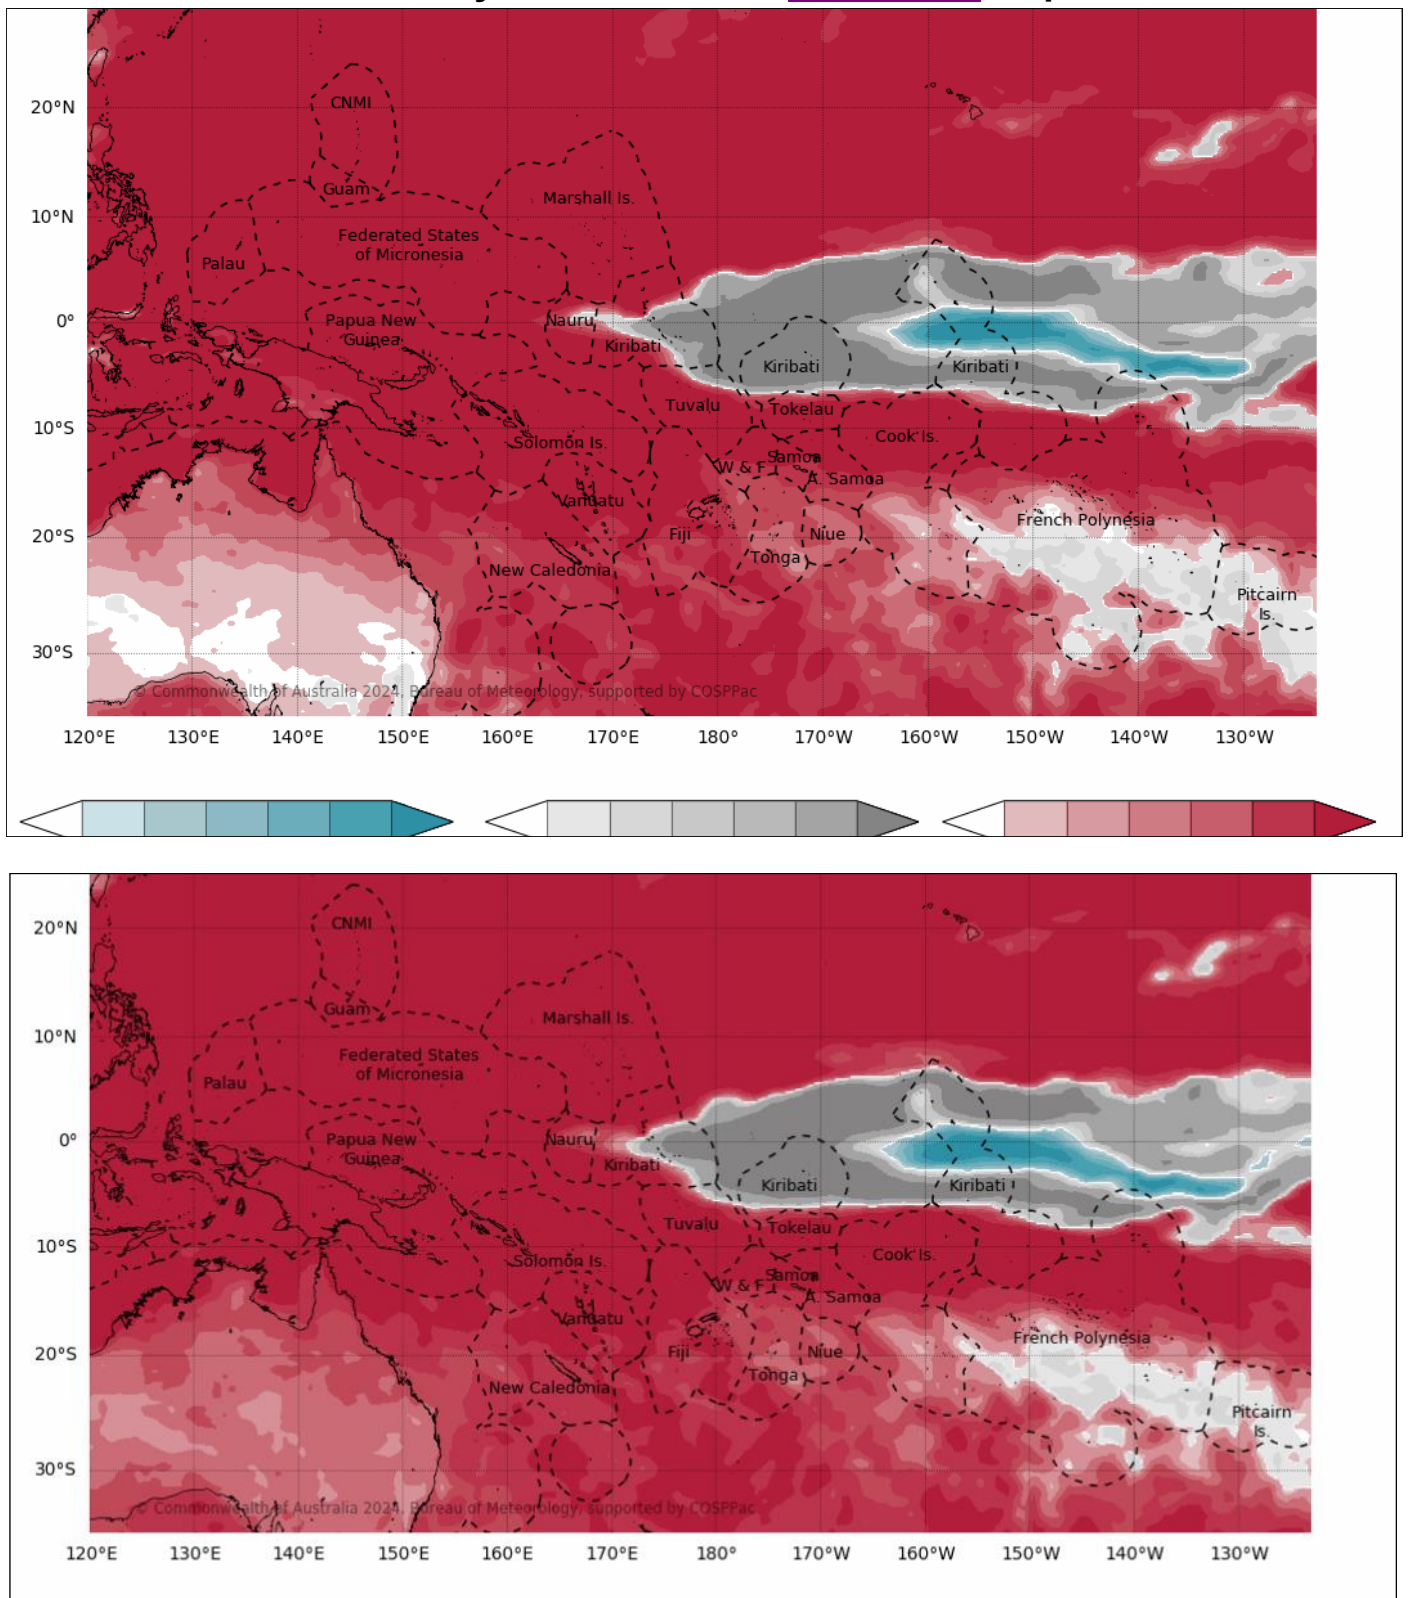 20°N
CNMI
Guam
Marshall Is.
10°N
Federated States
of Micronesia
Palau
0°
Papua New
Guinea
Nauru
Kiribati
Kiribati
Kiribati
Tuvalu
Tokelau
10°S
Solomon Is.
Cook Is.
Samoa
W & F
A. Samoa
Vanuatu
French Polynesia
20°S
Fiji
Niue
Tonga
New Caledonia
Pitcairn
Is.
30°S
© Commonwealth of Australia 2024, Bureau of Meteorology, supported by COSPPac
120°E 130°E 140°E 150°E 160°E 170°E 180° 170°W 160°W 150°W 140°W 130°W
20°N
CNMI
Guam
Marshall Is.
10°N
Federated States
of Micronesia
Palau
0°
Papua New
Guinea
Nauru
Kiribati
Kiribati
Kiribati
Tuvalu
Tokelau
10°S
Solomon Is.
Cook Is.
Samoa
W & F
A. Samoa
Vanuatu
French Polynesia
20°S
Fiji
Niue
Tonga
New Caledonia
Pitcairn
Is.
30°S
© Commonwealth of Australia 2024, Bureau of Meteorology, supported by COSPPac
120°E 130°E 140°E 150°E 160°E 170°E 180° 170°W 160°W 150°W 140°W 130°W